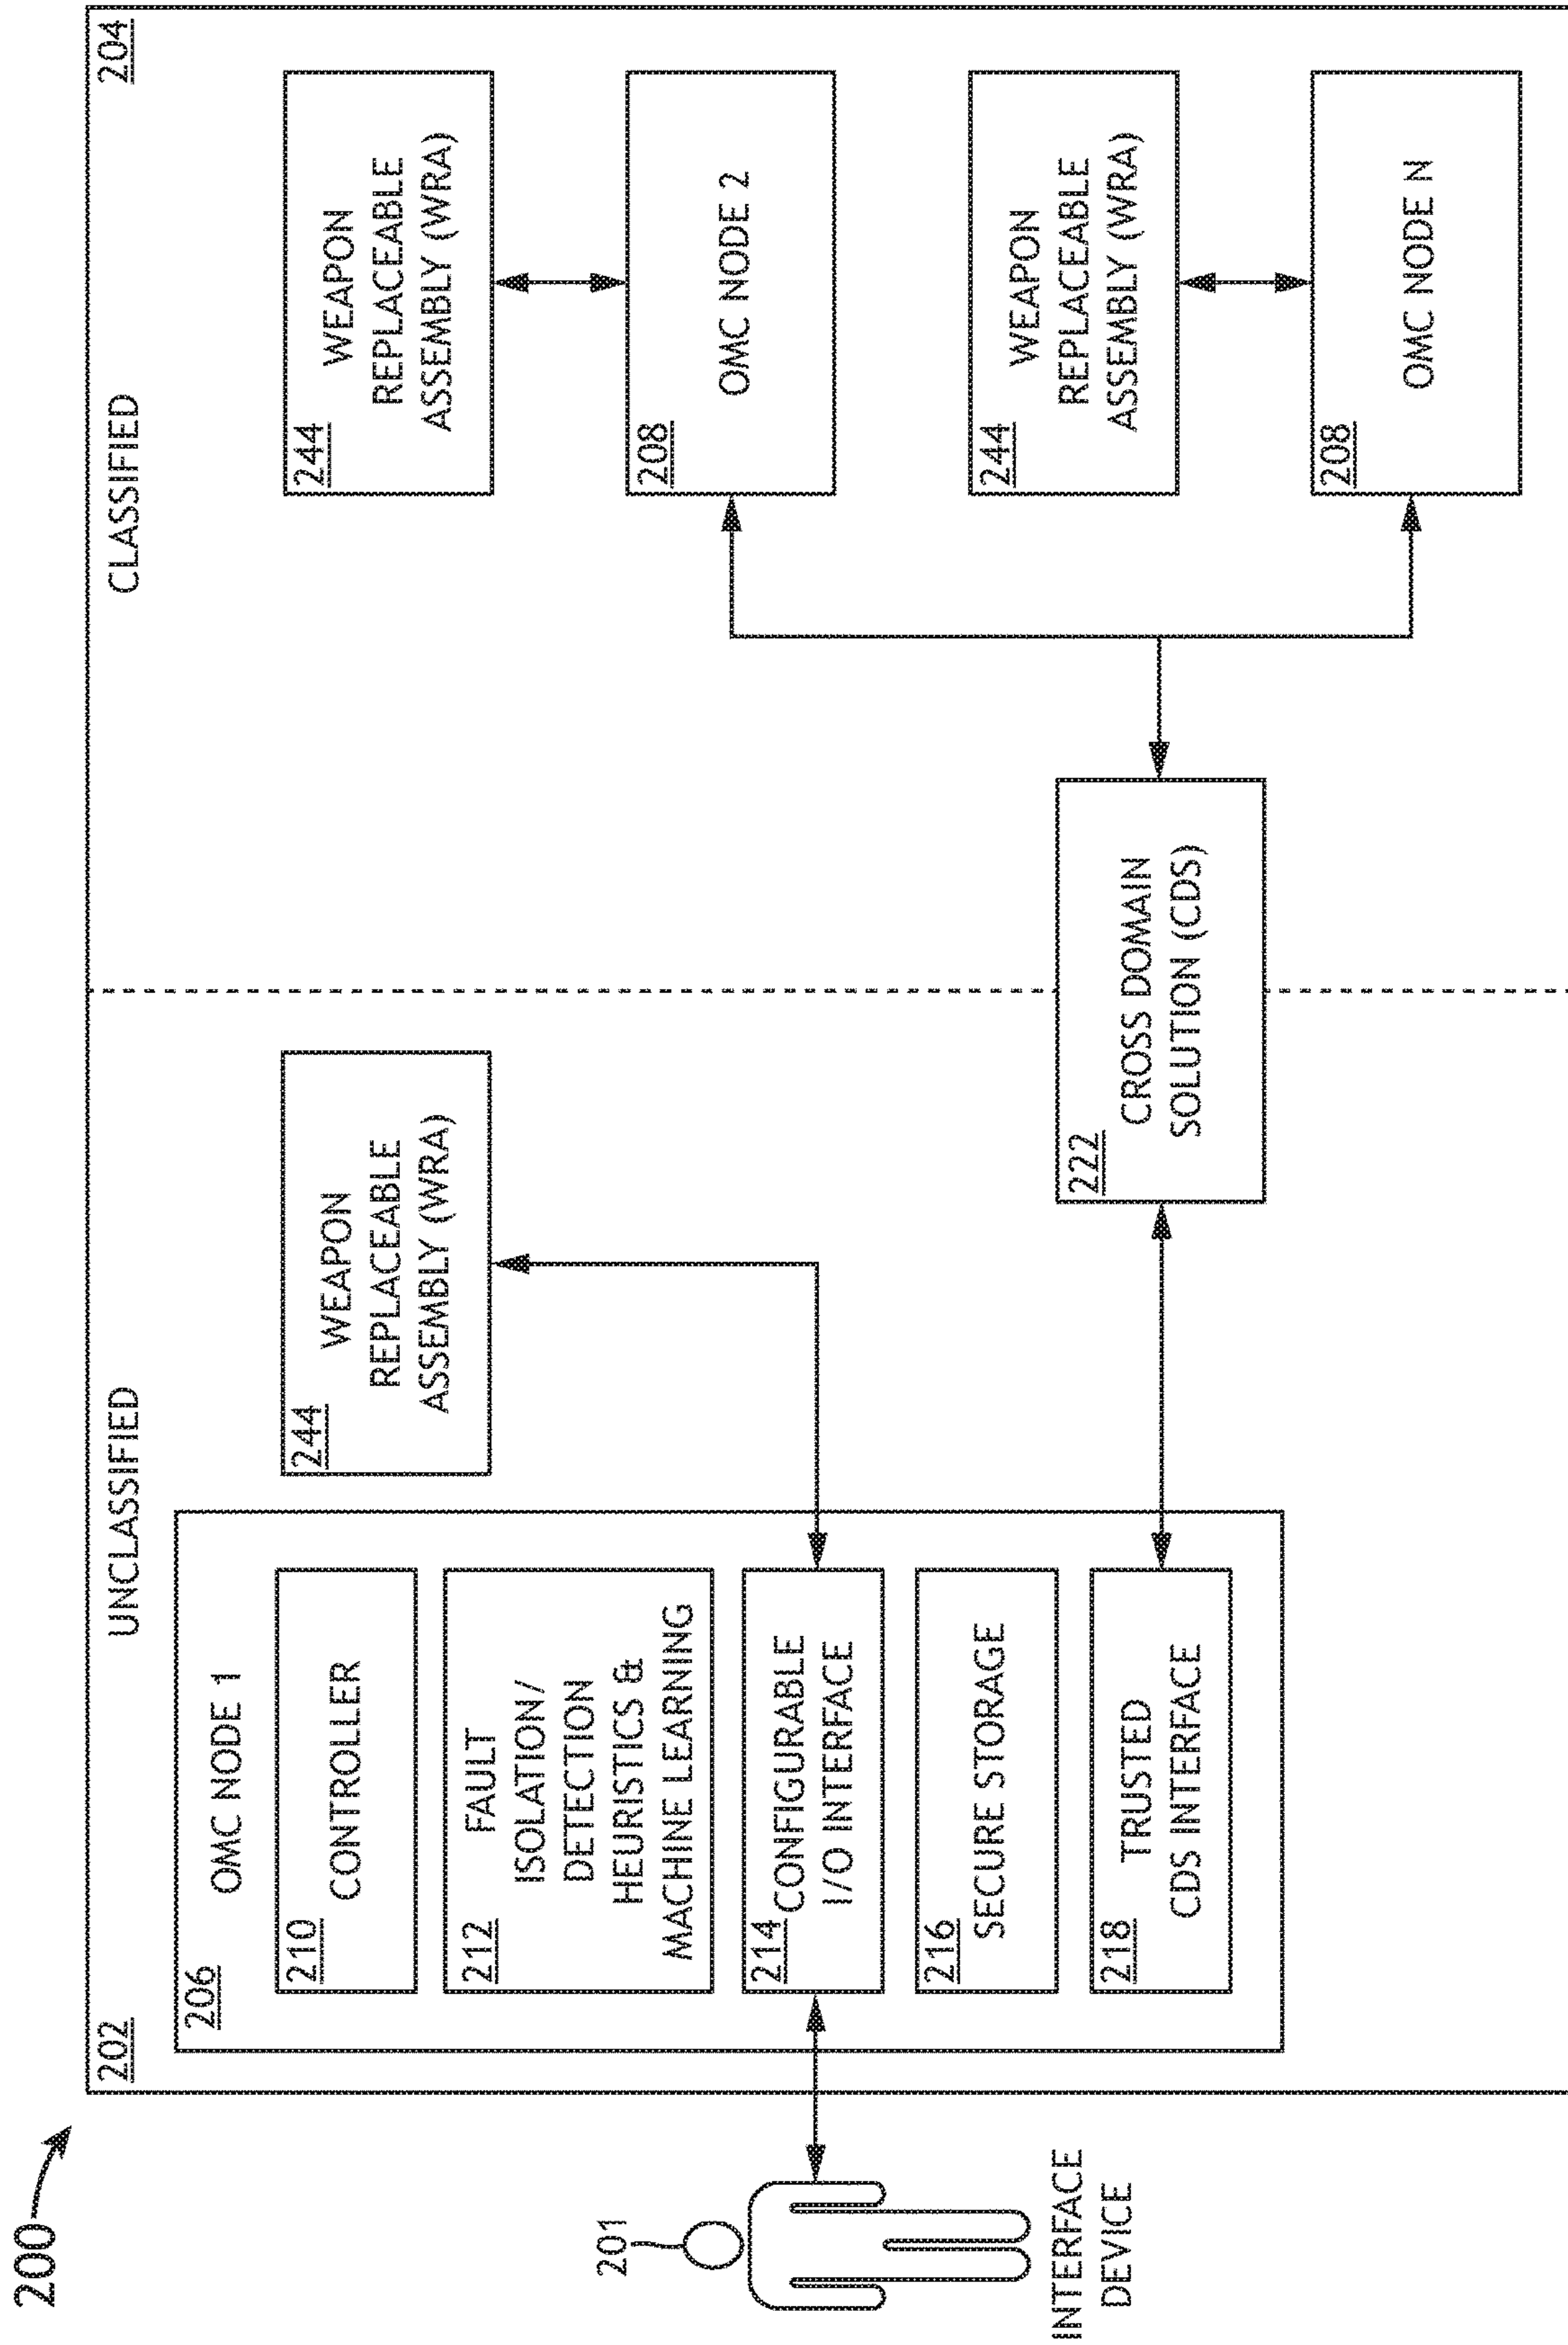 200
202
UNCLASSIFIED
CLASSIFIED
204
206
OMC NODE 1
210
CONTROLLER
212
FAULT
ISOLATION/
DETECTION
HEURISTICS &
MACHINE LEARNING
214
CONFIGURABLE
I/O INTERFACE
216
SECURE STORAGE
218
TRUSTED
CDS INTERFACE
201
INTERFACE
DEVICE
244
WEAPON
REPLACEABLE
ASSEMBLY (WRA)
222
CROSS DOMAIN
SOLUTION (CDS)
244
WEAPON
REPLACEABLE
ASSEMBLY (WRA)
208
OMC NODE 2
244
WEAPON
REPLACEABLE
ASSEMBLY (WRA)
208
OMC NODE N